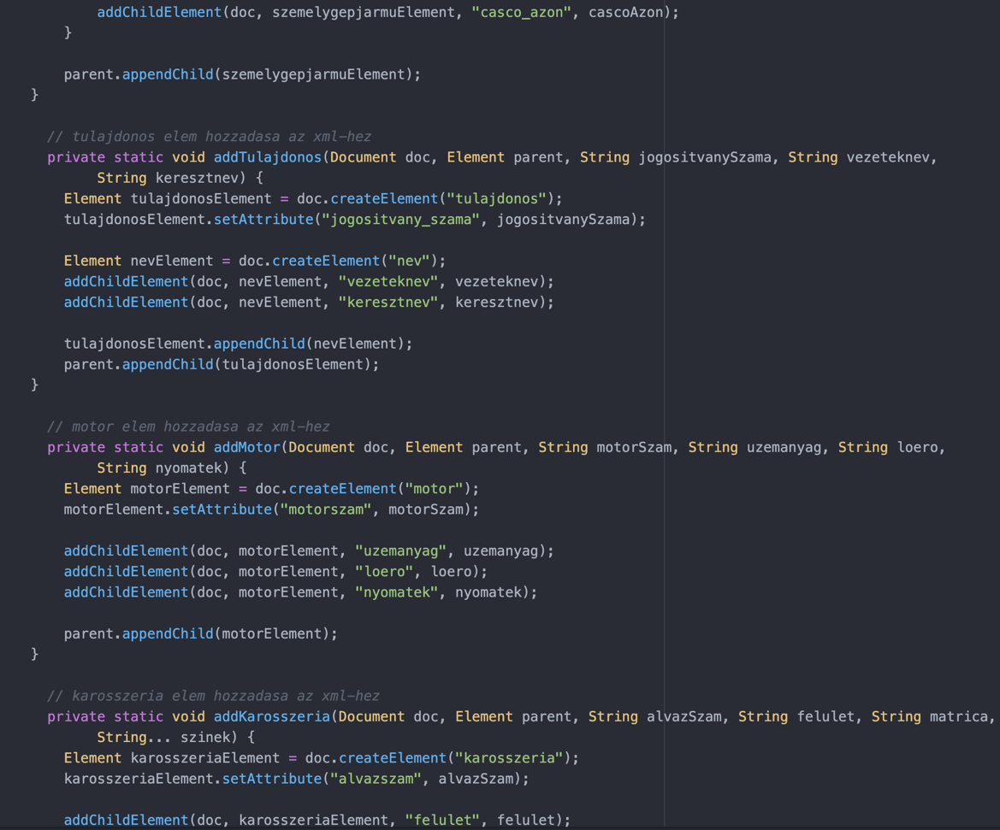 addChildElement(doc, szemelygepjarmuElement, "casco_azon", cascoAzon);
}
parent.appendChild(szemelygepjarmuElement);
}
// tulajdonos elem hozzadasa az xml-hez
private static void addTulajdonos(Document doc, Element parent, String jogositvanySzama, String vezeteknev,
String keresztnev) {
Element tulajdonosElement = doc.createElement("tulajdonos");
tulajdonosElement.setAttribute("jogositvany_szama", jogositvanySzama);
Element nevElement = doc.createElement("nev");
addChildElement(doc, nevElement, "vezeteknev", vezeteknev);
addChildElement(doc, nevElement, "keresztnev", keresztnev);
tulajdonosElement.appendChild(nevElement);
parent.appendChild(tulajdonosElement);
}
// motor elem hozzadasa az xml-hez
private static void addMotor(Document doc, Element parent, String motorSzam, String uzemanyag, String loero,
String nyomatek) {
Element motorElement = doc.createElement("motor");
motorElement.setAttribute("motorszam", motorSzam);
addChildElement(doc, motorElement, "uzemanyag", uzemanyag);
addChildElement(doc, motorElement, "loero", loero);
addChildElement(doc, motorElement, "nyomatek", nyomatek);
parent.appendChild(motorElement);
}
// karosszeria elem hozzadasa az xml-hez
private static void addKarosszeria(Document doc, Element parent, String alvazSzam, String felulet, String matrica,
String... szinek) {
Element karosszeriaElement = doc.createElement("karosszeria");
karosszeriaElement.setAttribute("alvazszam", alvazSzam);
addChildElement(doc, karosszeriaElement, "felulet", felulet);